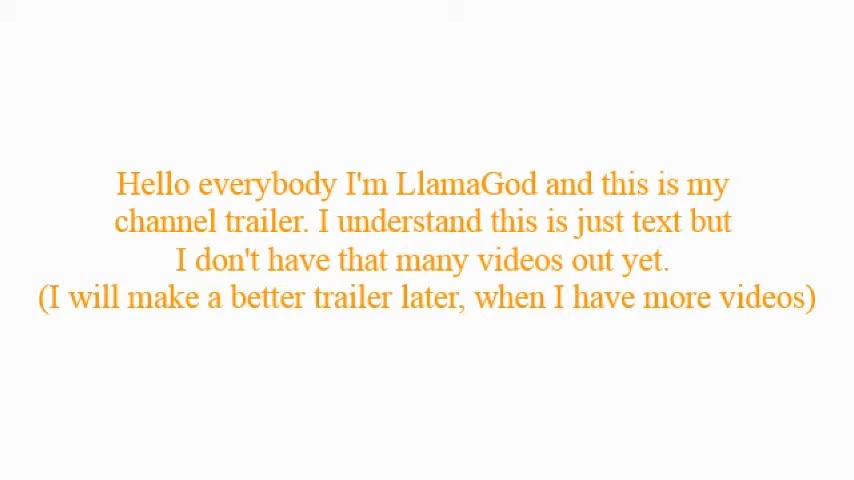 Hello everybody I'm LlamaGod and this is my
channel trailer. I understand this is just text but
I don't have that many videos out yet.
(I will make a better trailer later, when I have more videos)